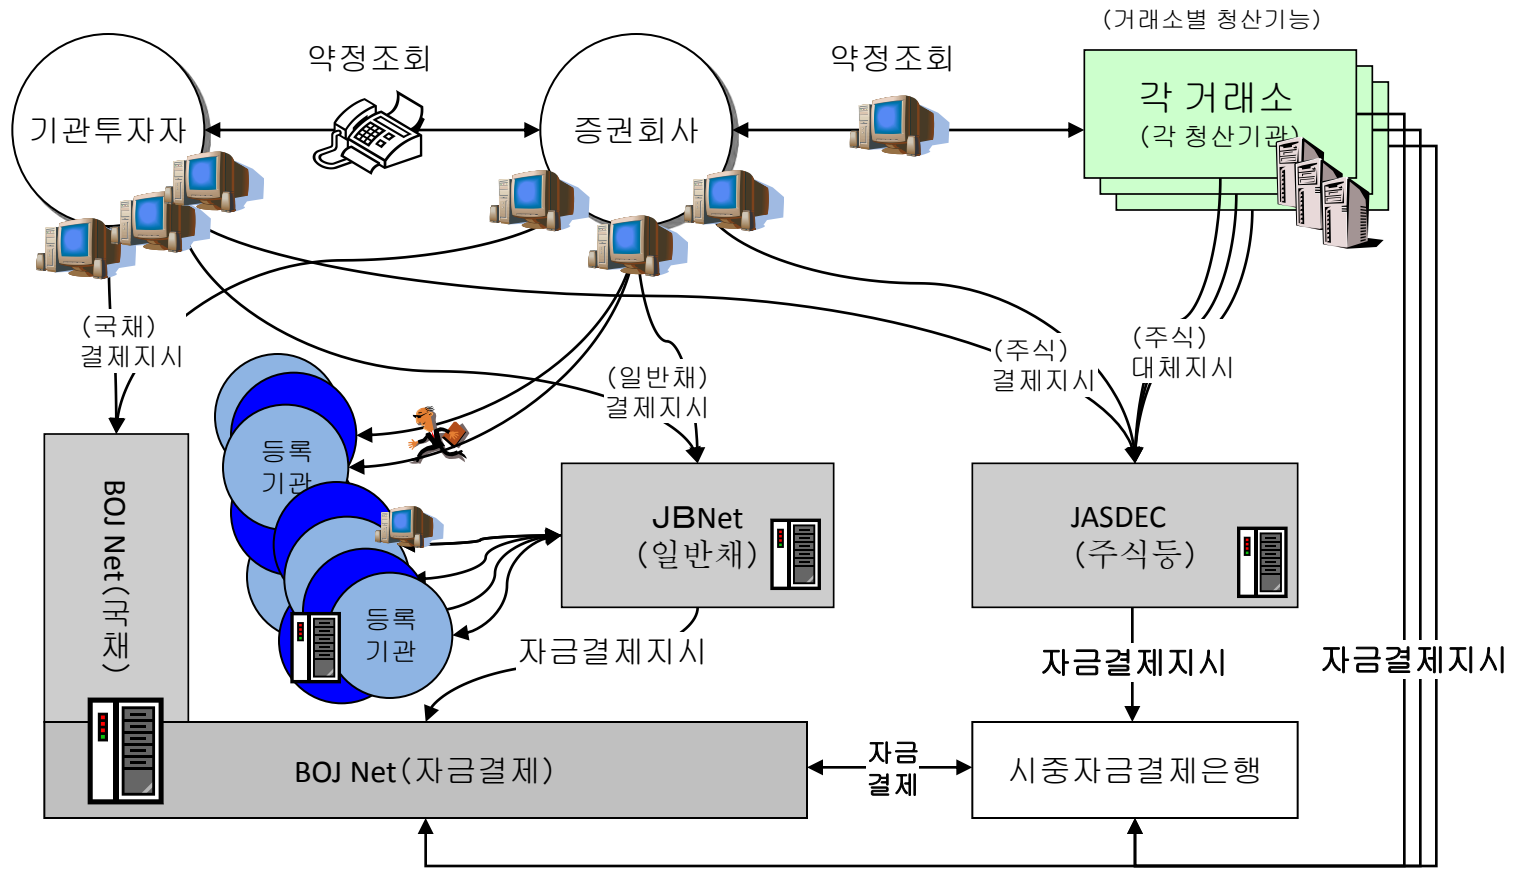 (거래소별 청산기능)
약정조회
약정조회
기관투자자
증권회사
각 거래소
(각 청산기관)
(국채)
결제지시
(일반채)
결제지시
(주식)
결제지시
(주식)
대체지시
등록
기관
BOJ Net(국채)
JBNet
(일반채)
JASDEC
(주식등)
등록
기관
자금결제지시
자금결제지시
자금결제지시
BOJ Net(자금결제)
자금
결제
시중자금결제은행